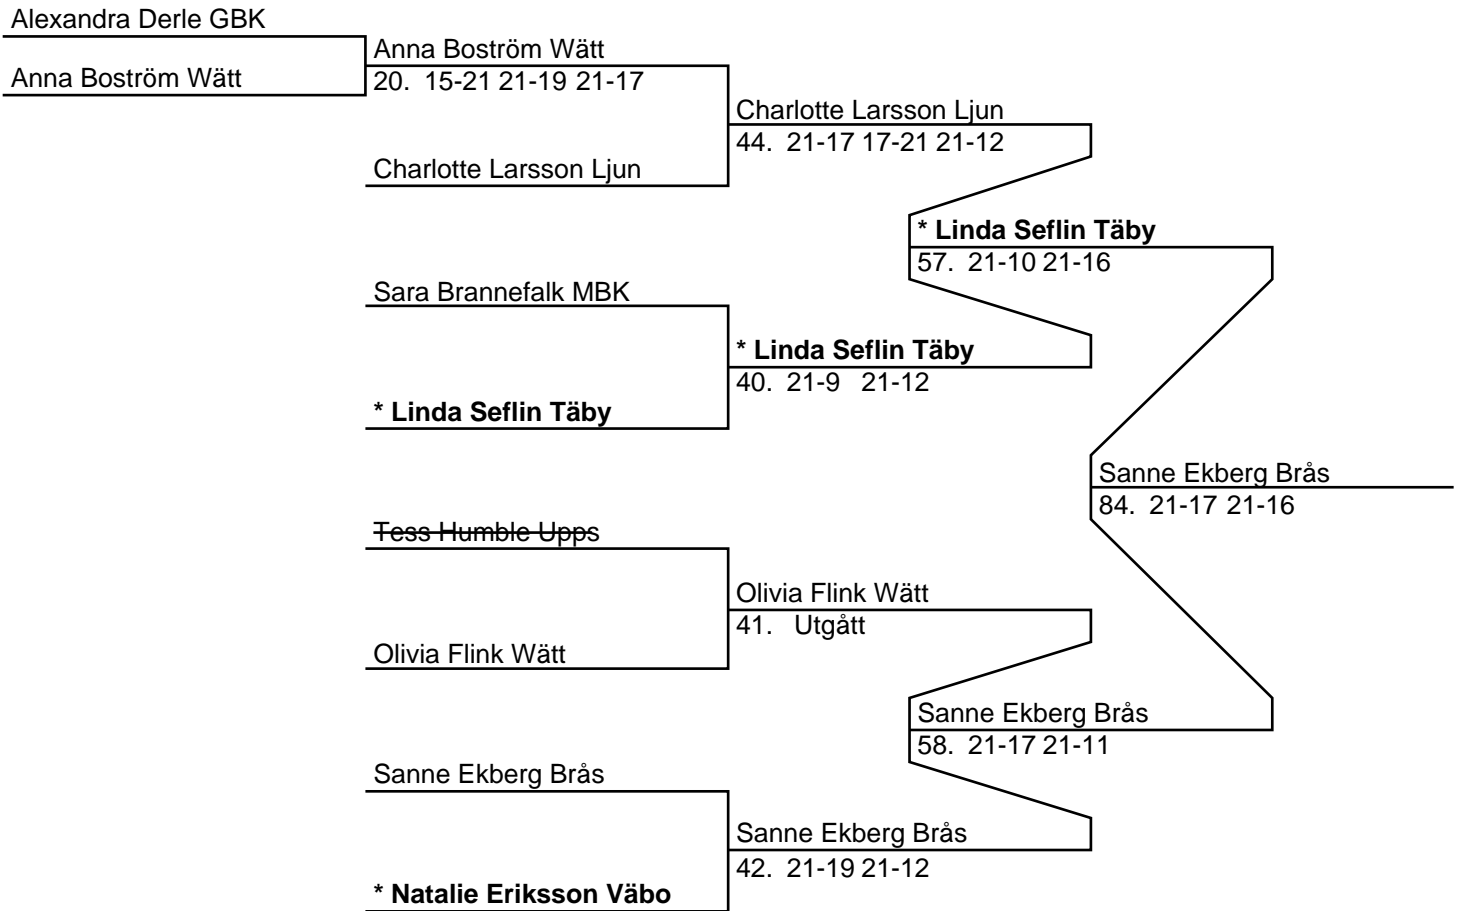 Alexandra Derle GBK
Anna Boström Wätt
Anna Boström Wätt
20. 15-21 21-19 21-17
Charlotte Larsson Ljun
44. 21-17 17-21 21-12
Charlotte Larsson Ljun
* Linda Seflin Täby
57. 21-10 21-16
Sara Brannefalk MBK
* Linda Seflin Täby
40. 21-9 21-12
* Linda Seflin Täby
Sanne Ekberg Brås
84. 21-17 21-16
Tess Humble Upps
Olivia Flink Wätt
41. Utgått
Olivia Flink Wätt
Sanne Ekberg Brås
58. 21-17 21-11
Sanne Ekberg Brås
Sanne Ekberg Brås
42. 21-19 21-12
* Natalie Eriksson Väbo